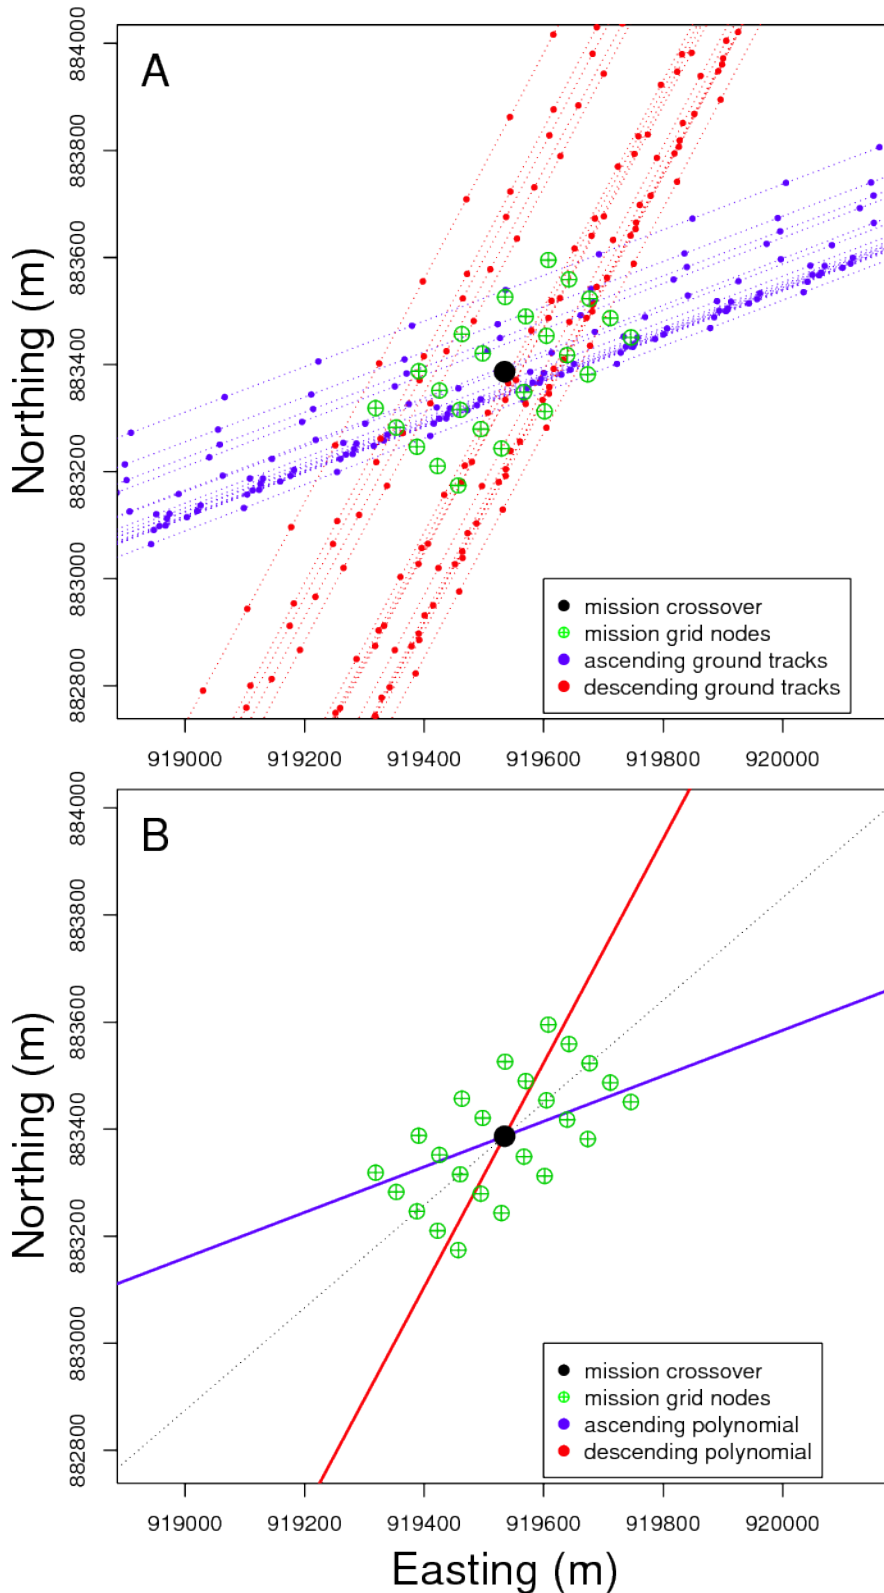 A
Northing (m)
884000
883800
883600
883400
883200
883000
882800
mission crossover
mission grid nodes
ascending ground tracks
descending ground tracks
919000 919200 919400 919600 919800 920000
B
Northing (m)
884000
883800
883600
883400
883200
883000
882800
mission crossover
mission grid nodes
ascending polynomial
descending polynomial
919000 919200 919400 919600 919800 920000
Easting (m)